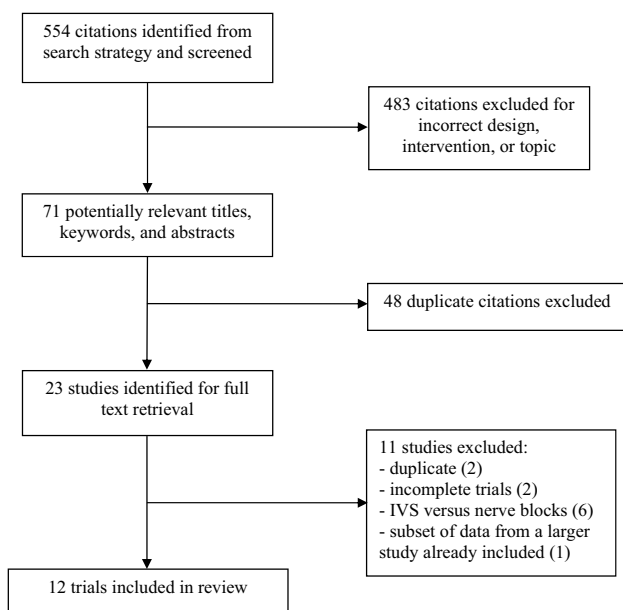 554 citations identified from
search strategy and screened
483 citations excluded for
incorrect design,
intervention, or topic
71 potentially relevant titles,
keywords, and abstracts
48 duplicate citations excluded
23 studies identified for full
text retrieval
11 studies excluded:
- duplicate (2)
- incomplete trials (2)
- IVS versus nerve blocks (6)
- subset of data from a larger
study already included (1)
12 trials included in review